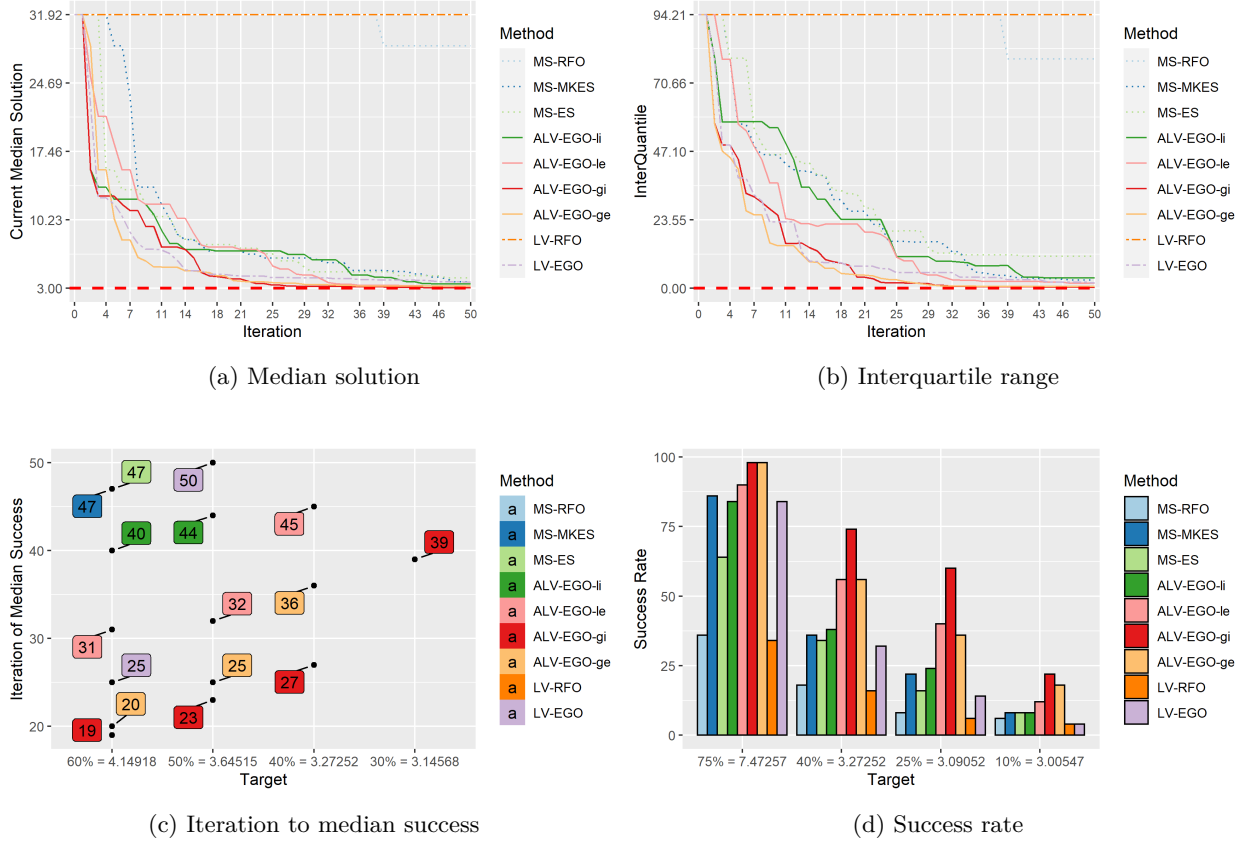 Current Median Solution
31.92
24.69
17.46
10.23
3.00
0 4 7 11 14 18 21 25 29 32 36 39 43 46 50
Iteration
Method
MS-RFO
MS-MKES
MS-ES
ALV-EGO-li
ALV-EGO-le
ALV-EGO-gi
ALV-EGO-ge
LV-RFO
LV-EGO
(a) Median solution
InterQuantile
94.21
70.66
47.10
23.55
0.00
0 4 7 11 14 18 21 25 29 32 36 39 43 46 50
Iteration
Method
MS-RFO
MS-MKES
MS-ES
ALV-EGO-li
ALV-EGO-le
ALV-EGO-gi
ALV-EGO-ge
LV-RFO
LV-EGO
(b) Interquartile range
Iteration of Median Success
50
40
30
20
47
47
50
40
44
45
39
32
36
31
25
25
27
20
23
19
60% = 4.14918 50% = 3.64515 40% = 3.27252 30% = 3.14568
Target
Method
a MS-RFO
a MS-MKES
a MS-ES
a ALV-EGO-li
a ALV-EGO-le
a ALV-EGO-gi
a ALV-EGO-ge
a LV-RFO
a LV-EGO
(c) Iteration to median success
Success Rate
100
75
50
25
0
75% = 7.47257 40% = 3.27252 25% = 3.09052 10% = 3.00547
Target
Method
MS-RFO
MS-MKES
MS-ES
ALV-EGO-li
ALV-EGO-le
ALV-EGO-gi
ALV-EGO-ge
LV-RFO
LV-EGO
(d) Success rate